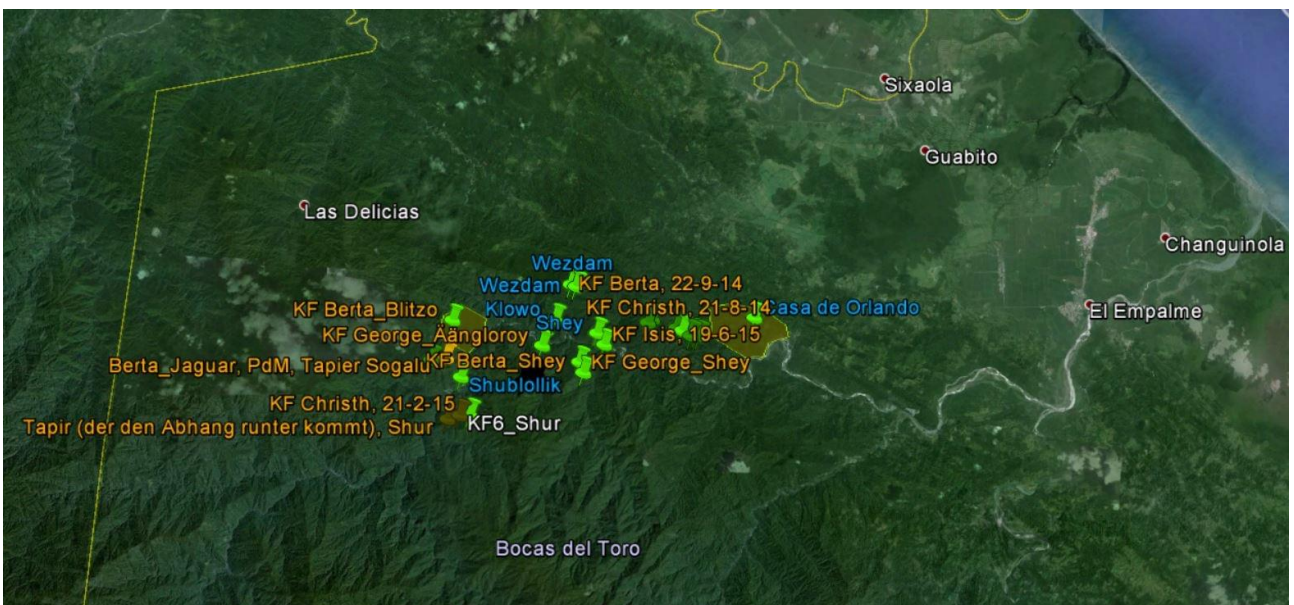 Sixaola
Guabito
Las Delicias
Changuinola
Wezdam
Wezdam
KF Berta, 22-9-14
KF Berta_Blitzo
Klowo
KF Christh, 21-8-14
Casa de Orlando
El Empalme
Shey
KF George_Äängloroy
KF Isis, 19-6-15
Berta_Jaguar, PdM, Tapier Sogalu
KF Berta_Shey
KF George_Shey
Shublollik
KF Christh, 21-2-15
Tapir (der den Abhang runter kommt), Shur
KF6_Shur
Bocas del Toro